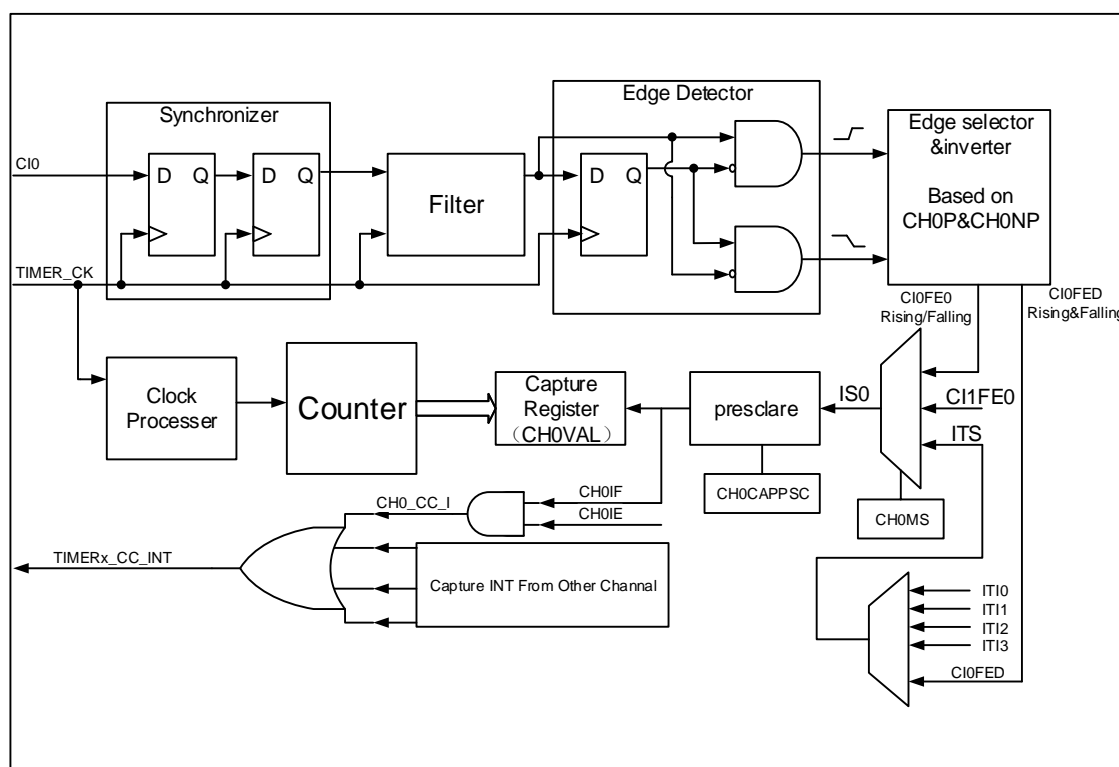 Synchronizer
Edge Detector
Edge selector
&inverter
Based on
CH0P&CH0NP
CI0
D Q
D Q
Filter
D Q
TIMER_CK
CI0FE0
Rising/Falling
CI0FED
Rising&Falling
Clock
Processer
Counter
Capture
Register
（CH0VAL）
presclare
IS0
CI1FE0
ITS
CH0CAPPSC
CH0MS
CH0_CC_I
CH0IF
CH0IE
TIMERx_CC_INT
Capture INT From Other Channel
ITI0
ITI1
ITI2
ITI3
CI0FED